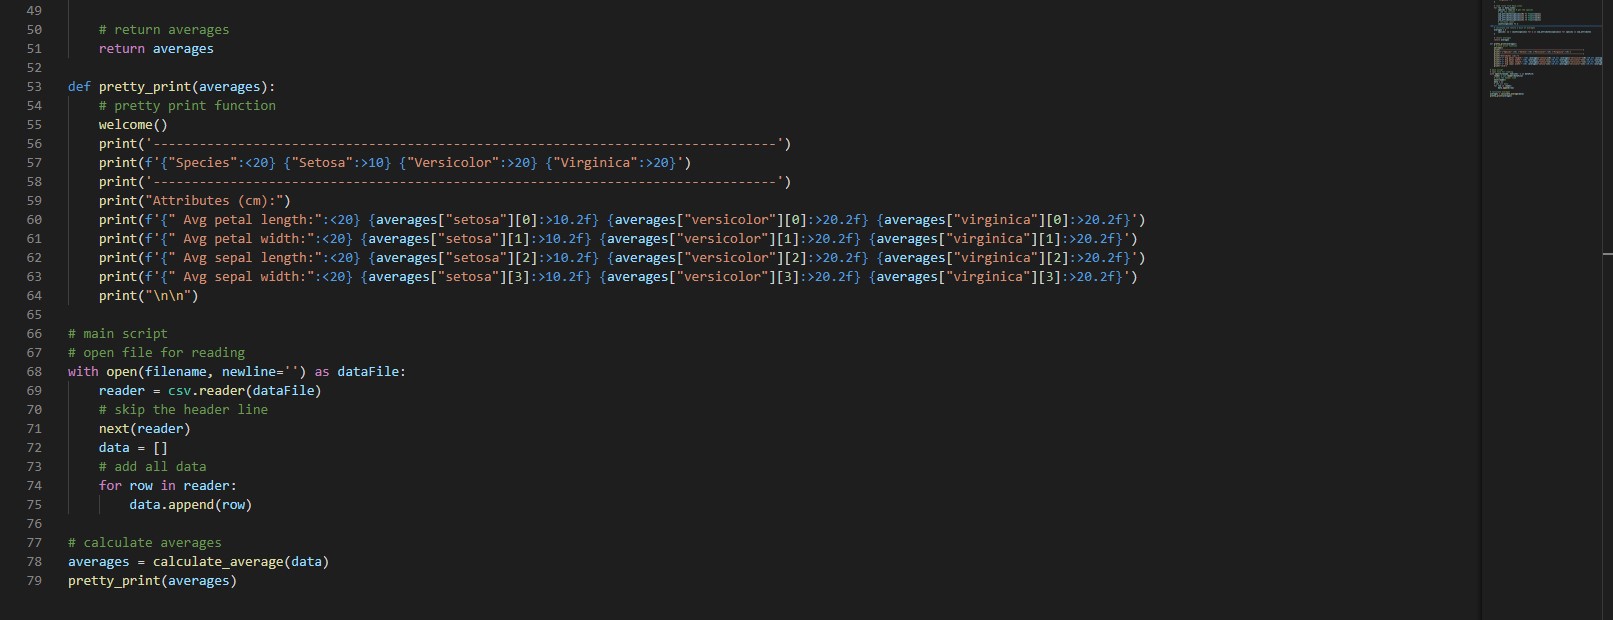 49
50 # return averages
51 return averages
52
53 def pretty_print(averages):
54 # pretty print function
55 welcome()
56 print('---------------------------------------------------------------------------------')
57 print(f'{"Species":<20} {"Setosa":>10} {"Versicolor":>20} {"Virginica":>20}')
58 print('---------------------------------------------------------------------------------')
59 print("Attributes (cm):")
60 print(f'{" Avg petal length:":<20} {averages["setosa"][0]:>10.2f} {averages["versicolor"][0]:>20.2f} {averages["virginica"][0]:>20.2f}')
61 print(f'{" Avg petal width:":<20} {averages["setosa"][1]:>10.2f} {averages["versicolor"][1]:>20.2f} {averages["virginica"][1]:>20.2f}')
62 print(f'{" Avg sepal length:":<20} {averages["setosa"][2]:>10.2f} {averages["versicolor"][2]:>20.2f} {averages["virginica"][2]:>20.2f}')
63 print(f'{" Avg sepal width:":<20} {averages["setosa"][3]:>10.2f} {averages["versicolor"][3]:>20.2f} {averages["virginica"][3]:>20.2f}')
64 print("\n\n")
65
66 # main script
67 # open file for reading
68 with open(filename, newline='') as dataFile:
69 reader = csv.reader(dataFile)
70 # skip the header line
71 next(reader)
72 data = []
73 # add all data
74 for row in reader:
75 data.append(row)
76
77 # calculate averages
78 averages = calculate_average(data)
79 pretty_print(averages)